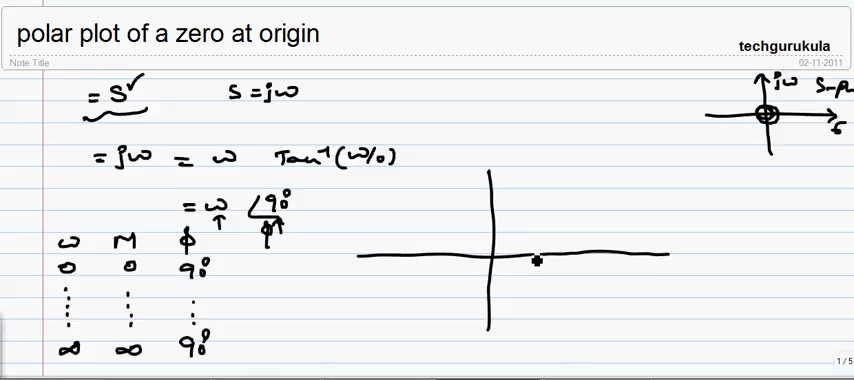 polar plot of a zero at origin
techgurukula
Note Title
02-11-2011
= S✓ S = jω
jω S-pl
σ
= jω = ω Tan⁻¹(ω/0)
= ω ∠90°
ϕ
ω M ϕ
0 0 90°
∞ ∞ 90°
1/5